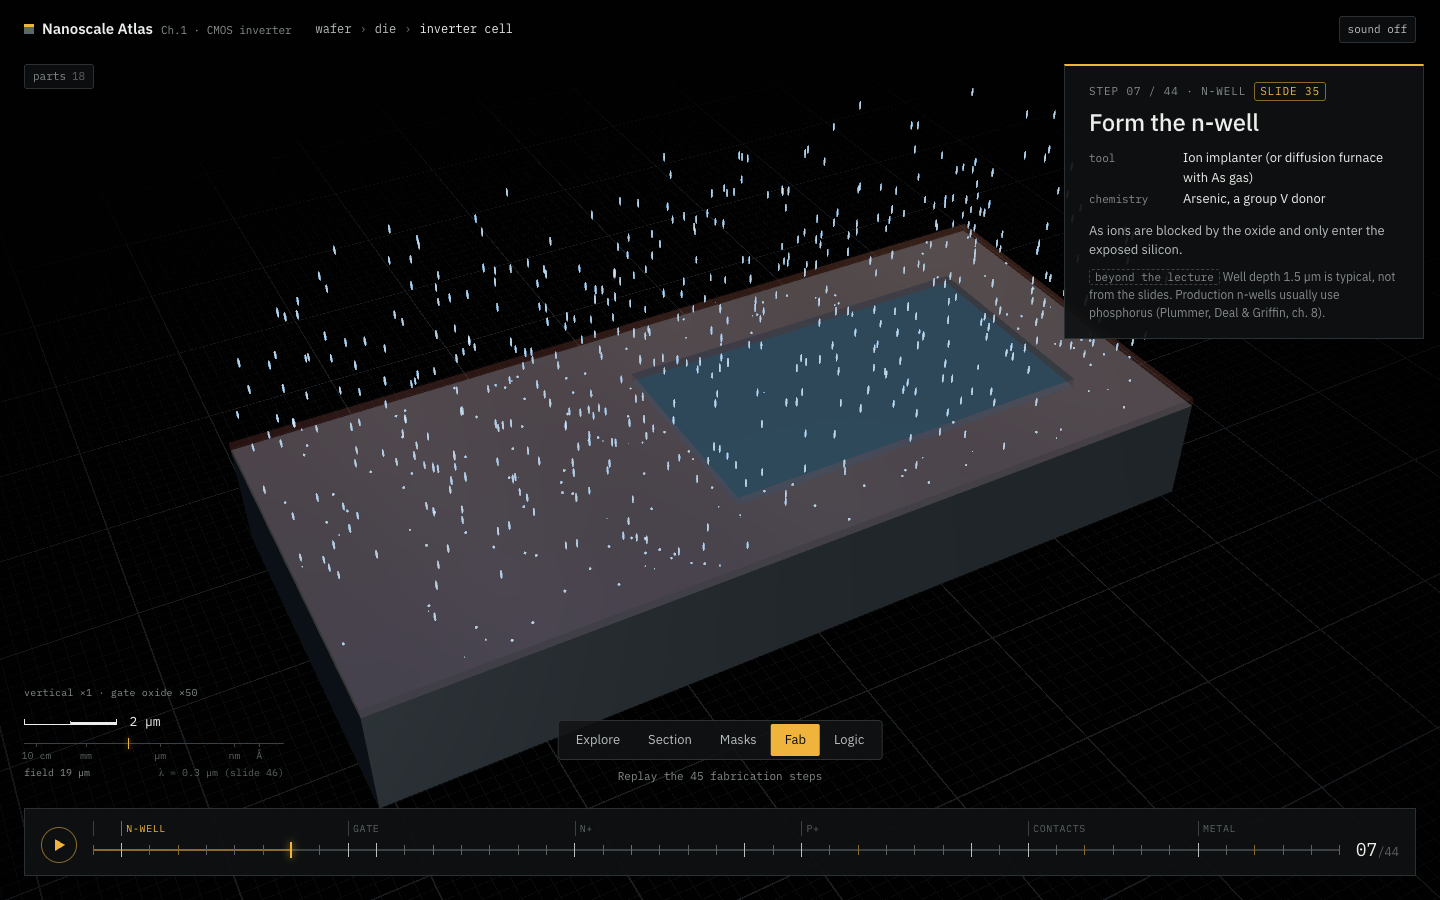 Nanoscale Atlas Ch.1 · CMOS inverter wafer › die › inverter cell
sound off
parts 18
STEP 07 / 44 · N-WELL SLIDE 35
Form the n-well
tool Ion implanter (or diffusion furnace
with As gas)
chemistry Arsenic, a group V donor
As ions are blocked by the oxide and only enter the
exposed silicon.
beyond the lecture Well depth 1.5 µm is typical, not
from the slides. Production n-wells usually use
phosphorus (Plummer, Deal & Griffin, ch. 8).
vertical ×1 · gate oxide ×50
2 µm
10 cm mm µm nm Å
field 19 µm λ = 0.3 µm (slide 46)
Explore Section Masks Fab Logic
Replay the 45 fabrication steps
N-WELL GATE N+ P+ CONTACTS METAL
07/44